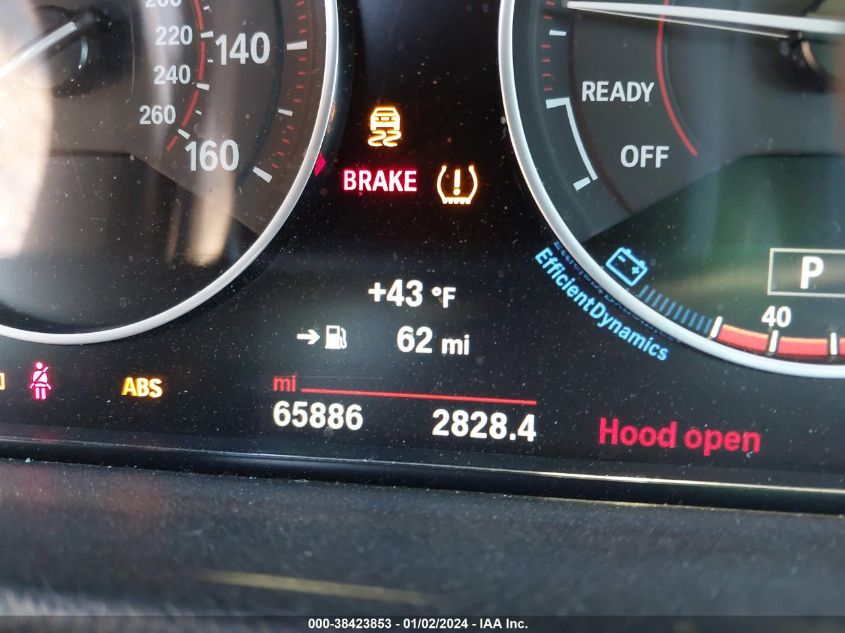 200
220
240
260
140
160
READY
OFF
BRAKE
+43 °F
62 mi
EfficientDynamics
P
40
ABS
mi
65886 2828.4
Hood open
000-38423853 - 01/02/2024 - IAA Inc.